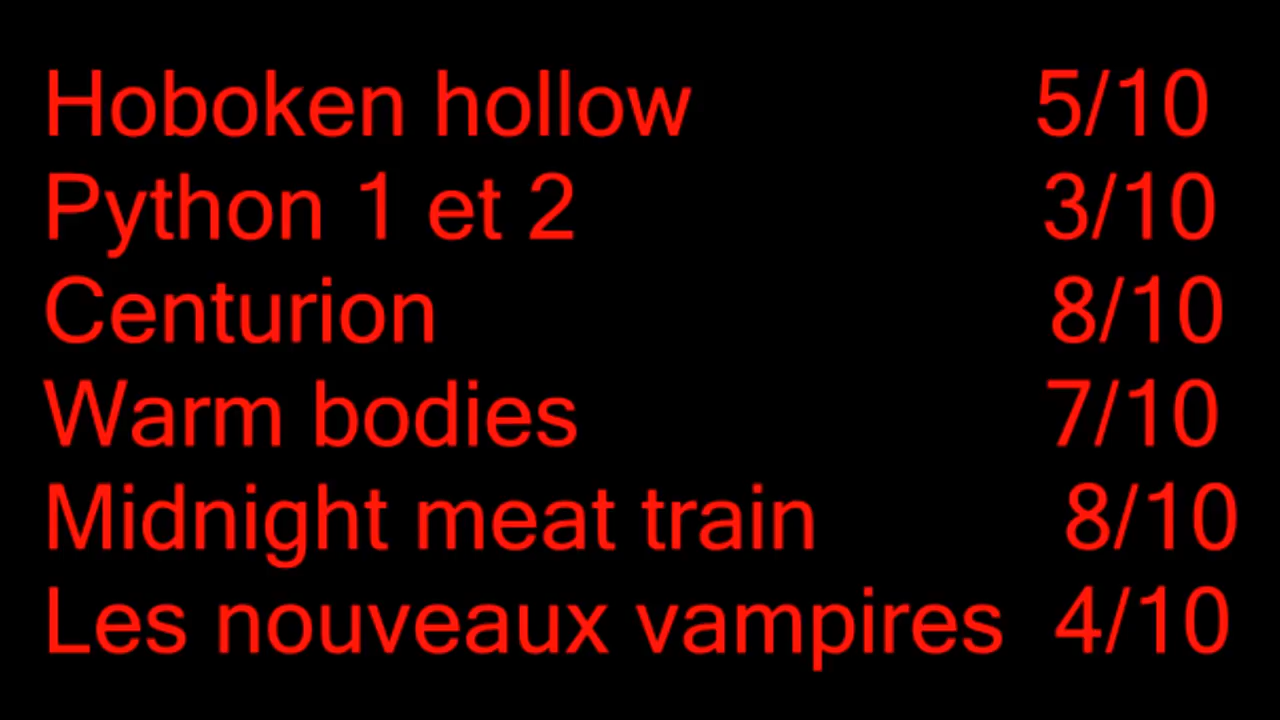 Hoboken hollow 5/10
Python 1 et 2 3/10
Centurion 8/10
Warm bodies 7/10
Midnight meat train 8/10
Les nouveaux vampires 4/10